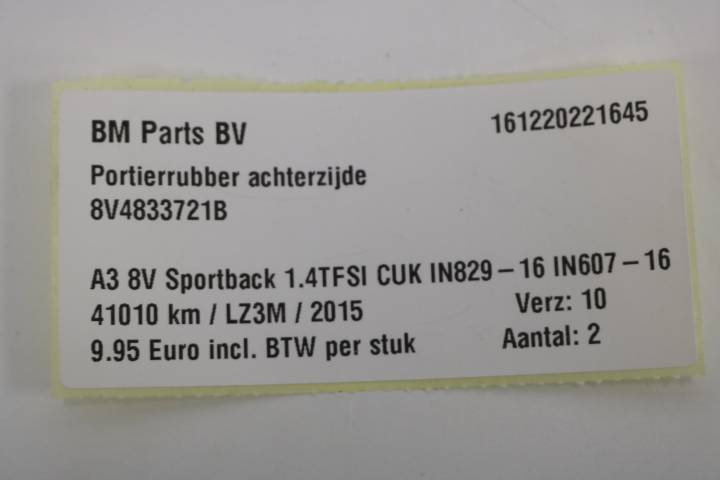 BM Parts BV 161220221645
Portierrubber achterzijde
8V4833721B
A3 8V Sportback 1.4TFSI CUK IN829 – 16 IN607 – 16
41010 km / LZ3M / 2015 Verz: 10
9.95 Euro incl. BTW per stuk Aantal: 2